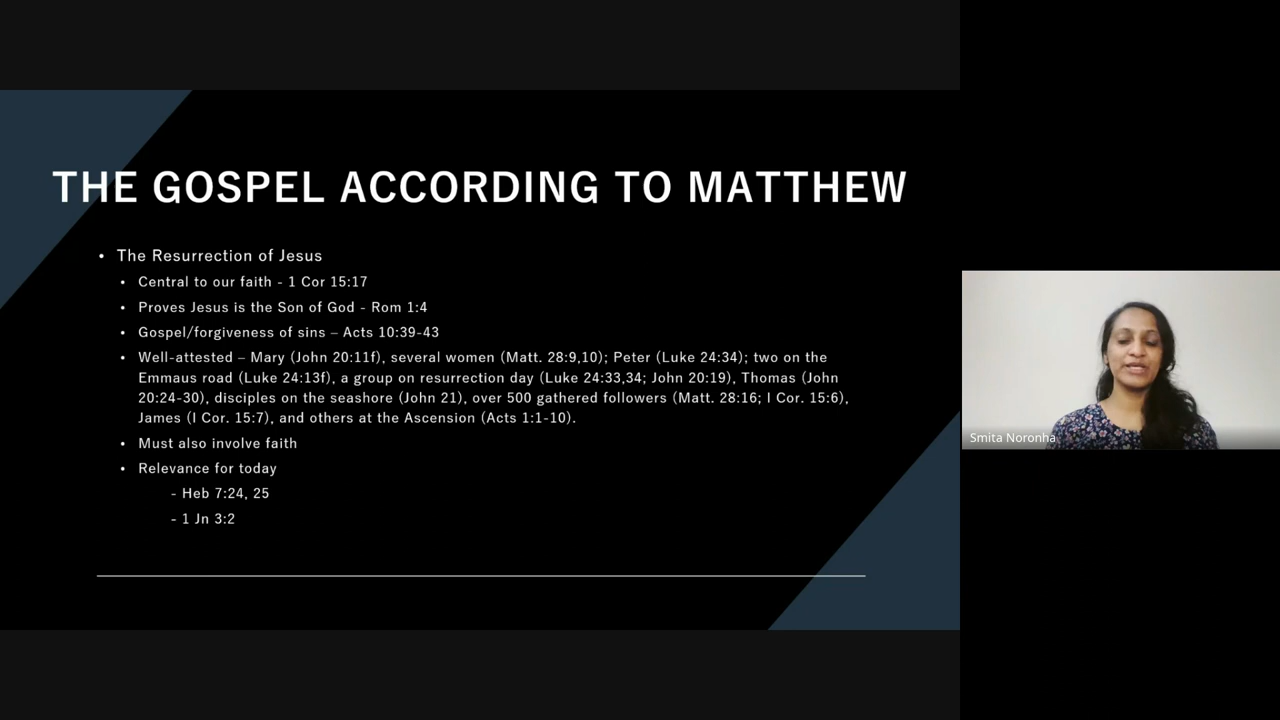 THE GOSPEL ACCORDING TO MATTHEW
• The Resurrection of Jesus
• Central to our faith - 1 Cor 15:17
• Proves Jesus is the Son of God - Rom 1:4
• Gospel/forgiveness of sins – Acts 10:39-43
• Well-attested – Mary (John 20:11f), several women (Matt. 28:9,10); Peter (Luke 24:34); two on the
Emmaus road (Luke 24:13f), a group on resurrection day (Luke 24:33,34; John 20:19), Thomas (John
20:24-30), disciples on the seashore (John 21), over 500 gathered followers (Matt. 28:16; I Cor. 15:6),
James (I Cor. 15:7), and others at the Ascension (Acts 1:1-10).
• Must also involve faith
• Relevance for today
- Heb 7:24, 25
- 1 Jn 3:2
Smita Noronha